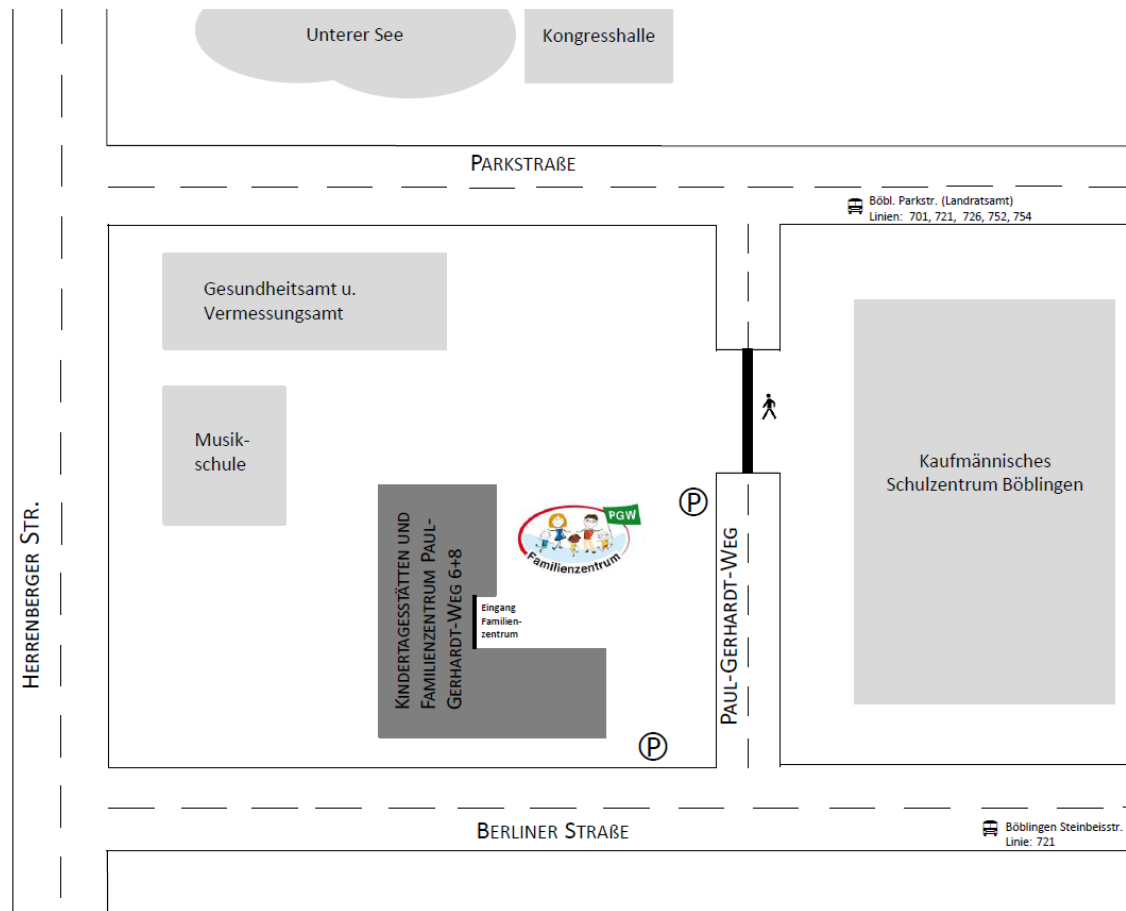 Unterer See
Kongresshalle
PARKSTRAßE
Böbl. Parkstr. (Landratsamt)
Linien: 701, 721, 726, 752, 754
Gesundheitsamt u.
Vermessungsamt
Musik-
schule
Kaufmännisches
Schulzentrum Böblingen
P
PGW
Familienzentrum
KINDERTAGESSTÄTTEN UND
FAMILIENZENTRUM PAUL-
GERHARDT-WEG 6+8
Eingang
Familien-
zentrum
PAUL-GERHARDT-WEG
HERRENBERGER STR.
P
BERLINER STRAßE
Böblingen Steinbeisstr.
Linie: 721